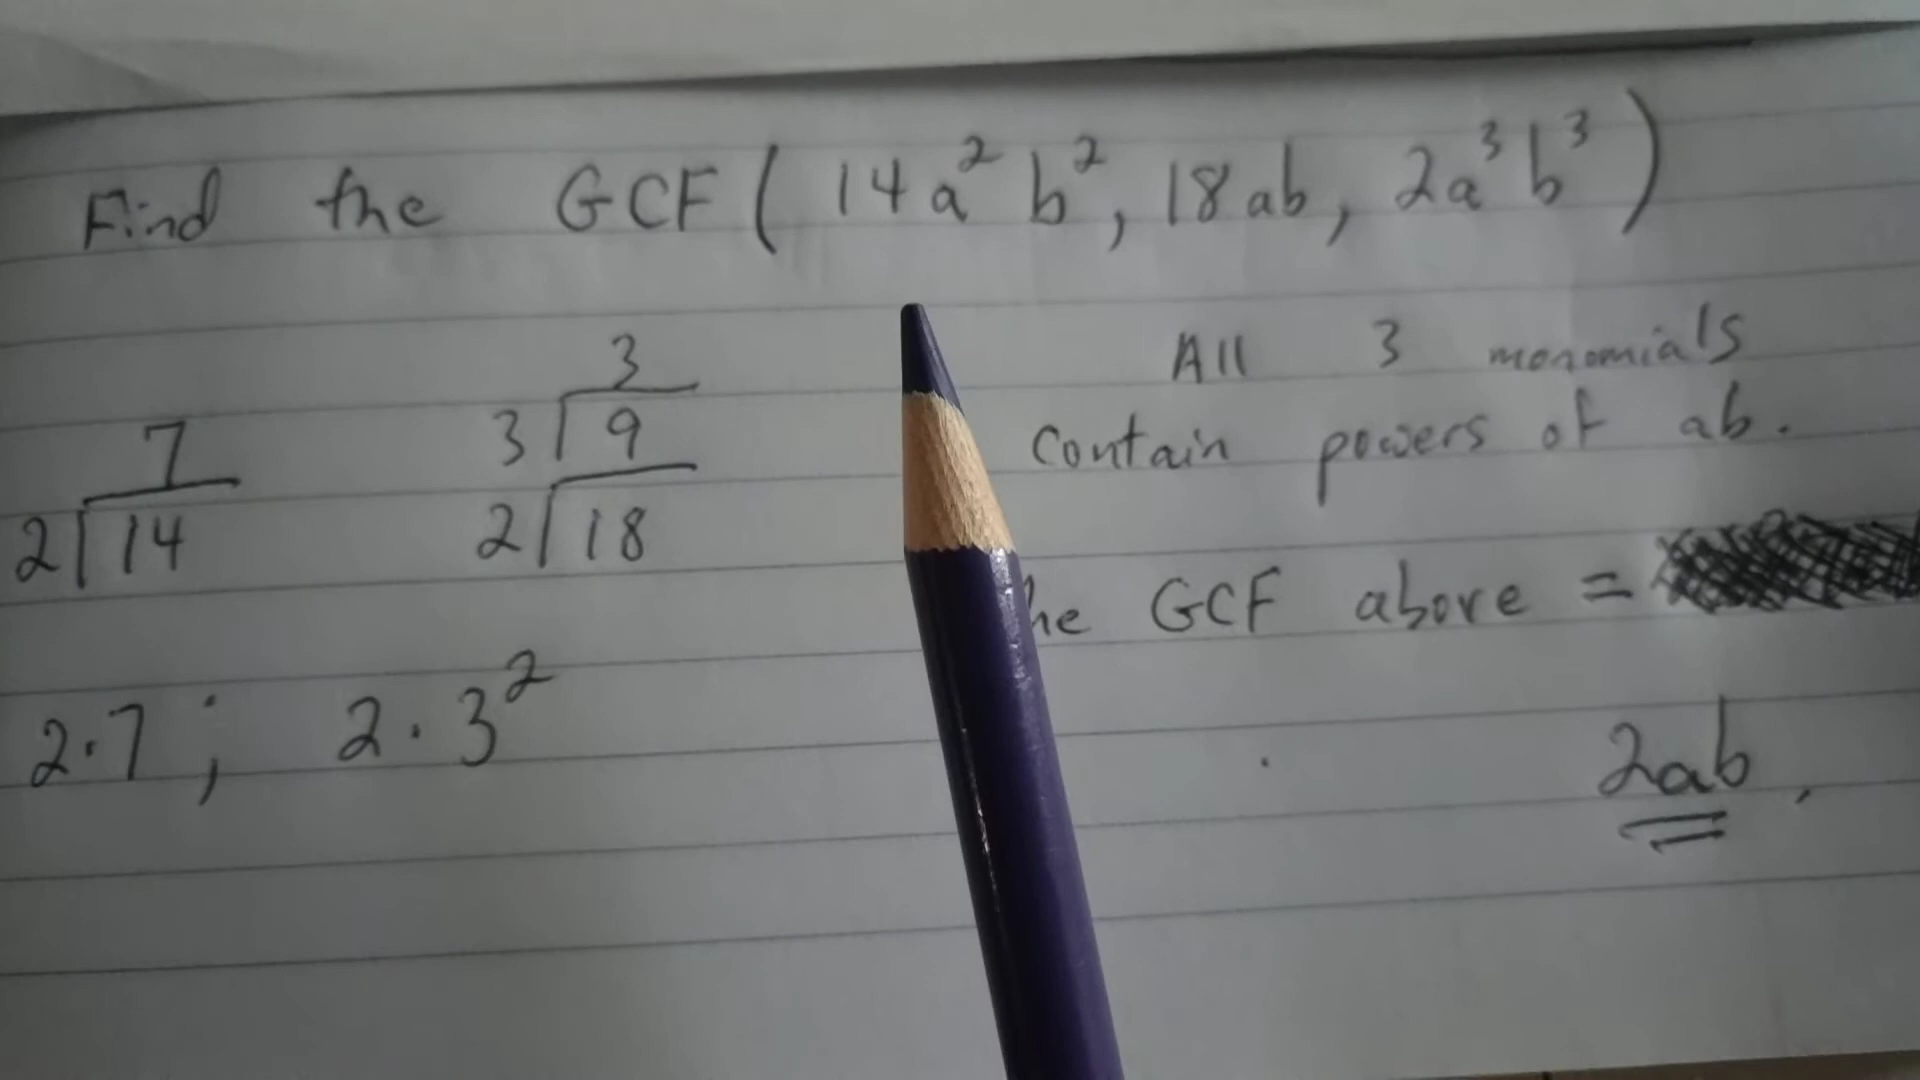 Find the GCF ( 14a²b², 18ab, 2a³b³ )
7
2 14
3
3 9
2 18
2·7 ; 2·3²
All 3 monomials
contain powers of ab.
GCF above =
2ab.